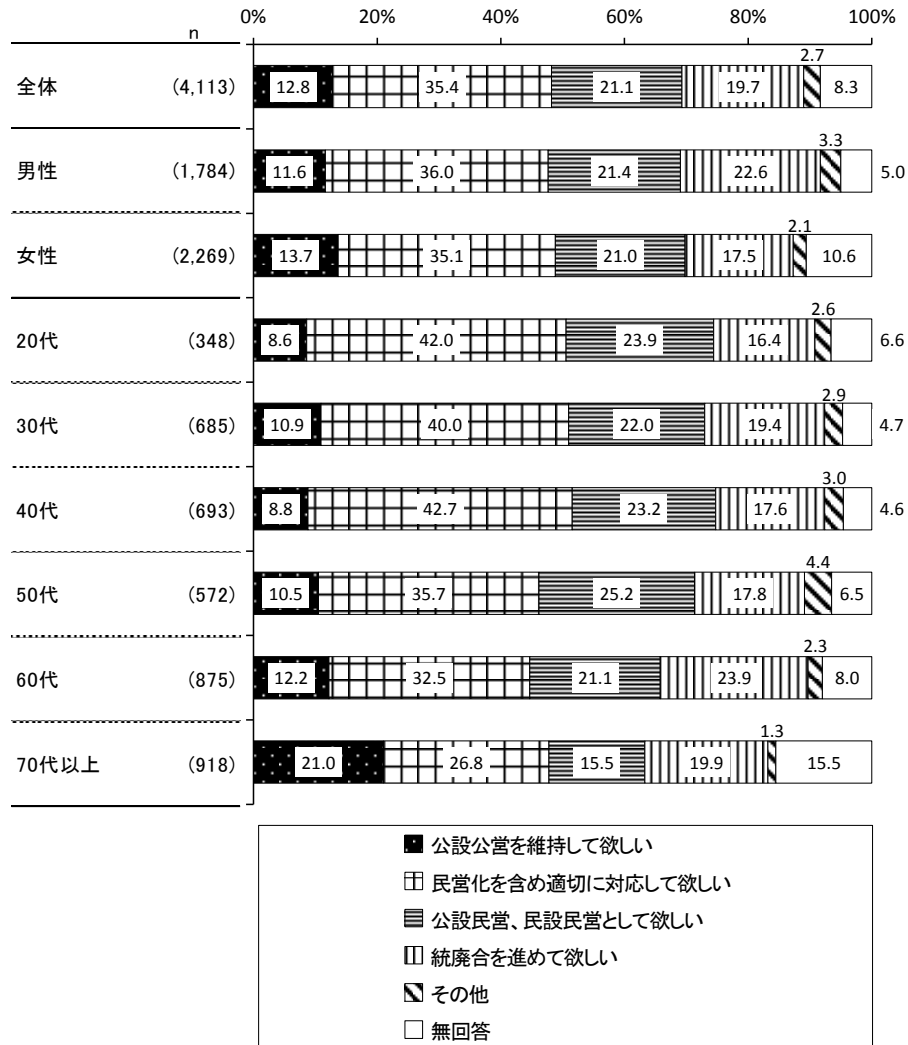 0% 20% 40% 60% 80% 100%
n
2.7
全体 (4,113) 12.8 35.4 21.1 19.7 8.3
3.3
男性 (1,784) 11.6 36.0 21.4 22.6 5.0
2.1
女性 (2,269) 13.7 35.1 21.0 17.5 10.6
2.6
20代 (348) 8.6 42.0 23.9 16.4 6.6
2.9
30代 (685) 10.9 40.0 22.0 19.4 4.7
3.0
40代 (693) 8.8 42.7 23.2 17.6 4.6
4.4
50代 (572) 10.5 35.7 25.2 17.8 6.5
2.3
60代 (875) 12.2 32.5 21.1 23.9 8.0
1.3
70代以上 (918) 21.0 26.8 15.5 19.9 15.5
公設公営を維持して欲しい
民営化を含め適切に対応して欲しい
公設民営、民設民営として欲しい
統廃合を進めて欲しい
その他
無回答